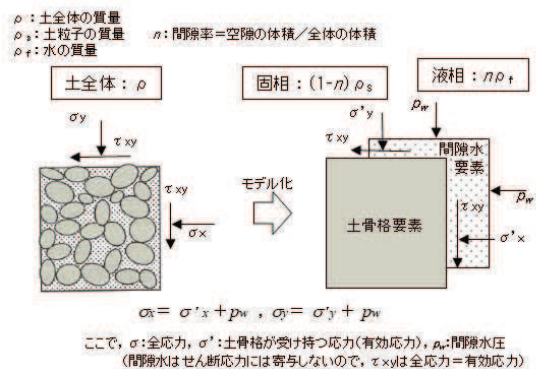 ρ：土全体の質量
ρs：土粒子の質量　n：間隙率＝空隙の体積／全体の体積
ρf：水の質量
土全体：ρ
固相：(1-n)ρs
液相：nρf
σy
τxy
τxy
σx
モデル化
σ'y
pw
τxy
間隙水
要素
pw
τxy
土骨格要素
σ'x
σx = σ'x + pw , σy = σ'y + pw
ここで，σ：全応力，σ'：土骨格が受け持つ応力（有効応力），pw：間隙水圧
（間隙水はせん断応力には寄与しないので，τxyは全応力＝有効応力）